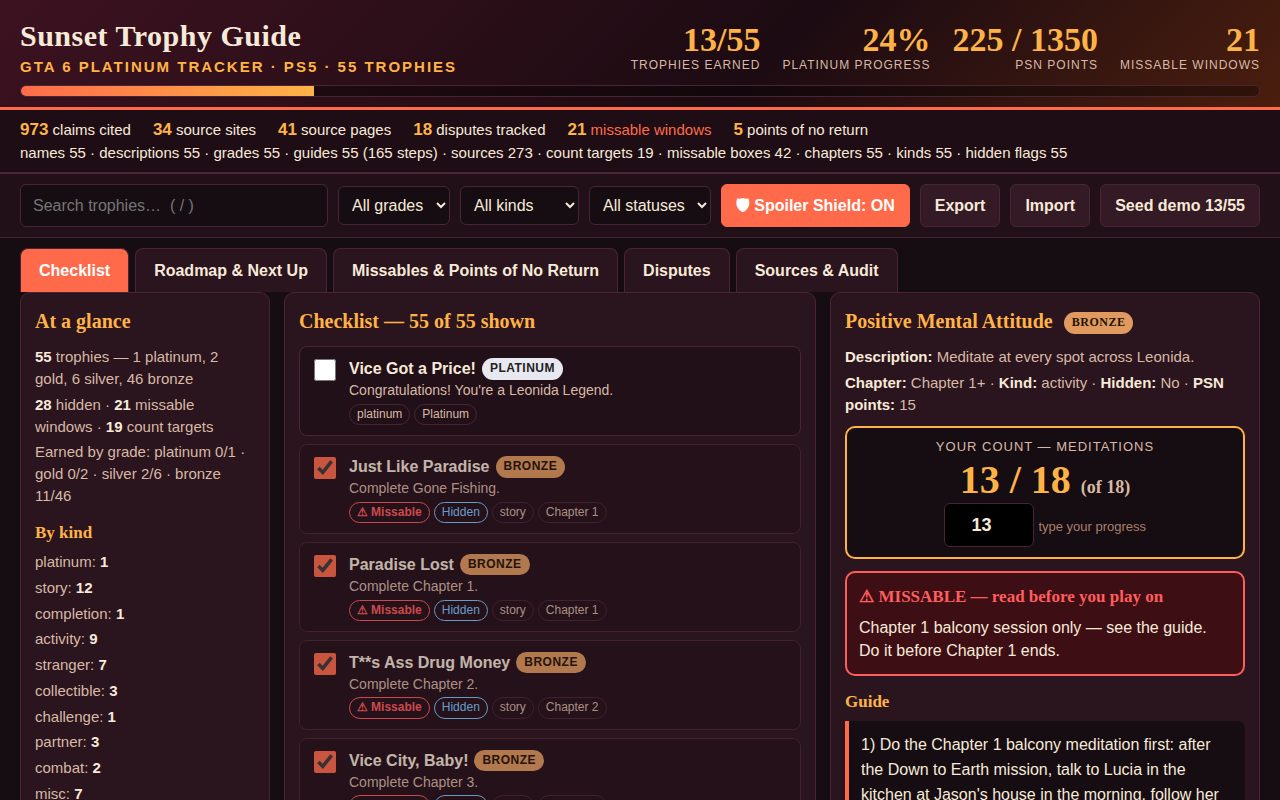 Sunset Trophy Guide
GTA 6 PLATINUM TRACKER · PS5 · 55 TROPHIES
13/55
TROPHIES EARNED
24%
PLATINUM PROGRESS
225 / 1350
PSN POINTS
21
MISSABLE WINDOWS
973 claims cited 34 source sites 41 source pages 18 disputes tracked 21 missable windows 5 points of no return
names 55 · descriptions 55 · grades 55 · guides 55 (165 steps) · sources 273 · count targets 19 · missable boxes 42 · chapters 55 · kinds 55 · hidden flags 55
Search trophies… ( / )
All grades
All kinds
All statuses
Spoiler Shield: ON
Export
Import
Seed demo 13/55
Checklist
Roadmap & Next Up
Missables & Points of No Return
Disputes
Sources & Audit
At a glance
55 trophies — 1 platinum, 2
gold, 6 silver, 46 bronze
28 hidden · 21 missable
windows · 19 count targets
Earned by grade: platinum 0/1 ·
gold 0/2 · silver 2/6 · bronze
11/46
By kind
platinum: 1
story: 12
completion: 1
activity: 9
stranger: 7
collectible: 3
challenge: 1
partner: 3
combat: 2
misc: 7
Checklist — 55 of 55 shown
Vice Got a Price! PLATINUM
Congratulations! You're a Leonida Legend.
platinum Platinum
Just Like Paradise BRONZE
Complete Gone Fishing.
⚠ Missable Hidden story Chapter 1
Paradise Lost BRONZE
Complete Chapter 1.
⚠ Missable Hidden story Chapter 1
T**s Ass Drug Money BRONZE
Complete Chapter 2.
⚠ Missable Hidden story Chapter 2
Vice City, Baby! BRONZE
Complete Chapter 3.
Positive Mental Attitude BRONZE
Description: Meditate at every spot across Leonida.
Chapter: Chapter 1+ · Kind: activity · Hidden: No · PSN
points: 15
YOUR COUNT — MEDITATIONS
13 / 18 (of 18)
13 type your progress
⚠ MISSABLE — read before you play on
Chapter 1 balcony session only — see the guide.
Do it before Chapter 1 ends.
Guide
1) Do the Chapter 1 balcony meditation first: after
the Down to Earth mission, talk to Lucia in the
kitchen at Jason's house in the morning, follow her